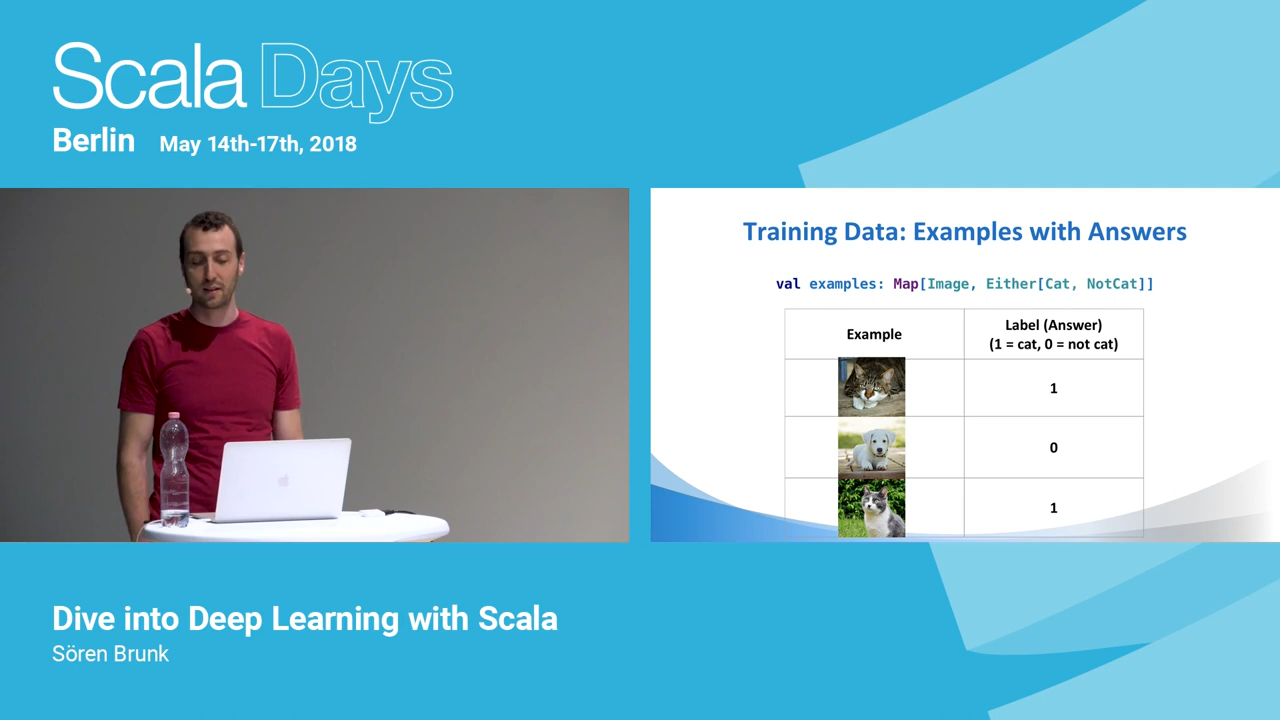 Scala Days
Berlin May 14th-17th, 2018
Training Data: Examples with Answers
val examples: Map[Image, Either[Cat, NotCat]]
Example
Label (Answer)
(1 = cat, 0 = not cat)
1
0
1
Dive into Deep Learning with Scala
Sören Brunk